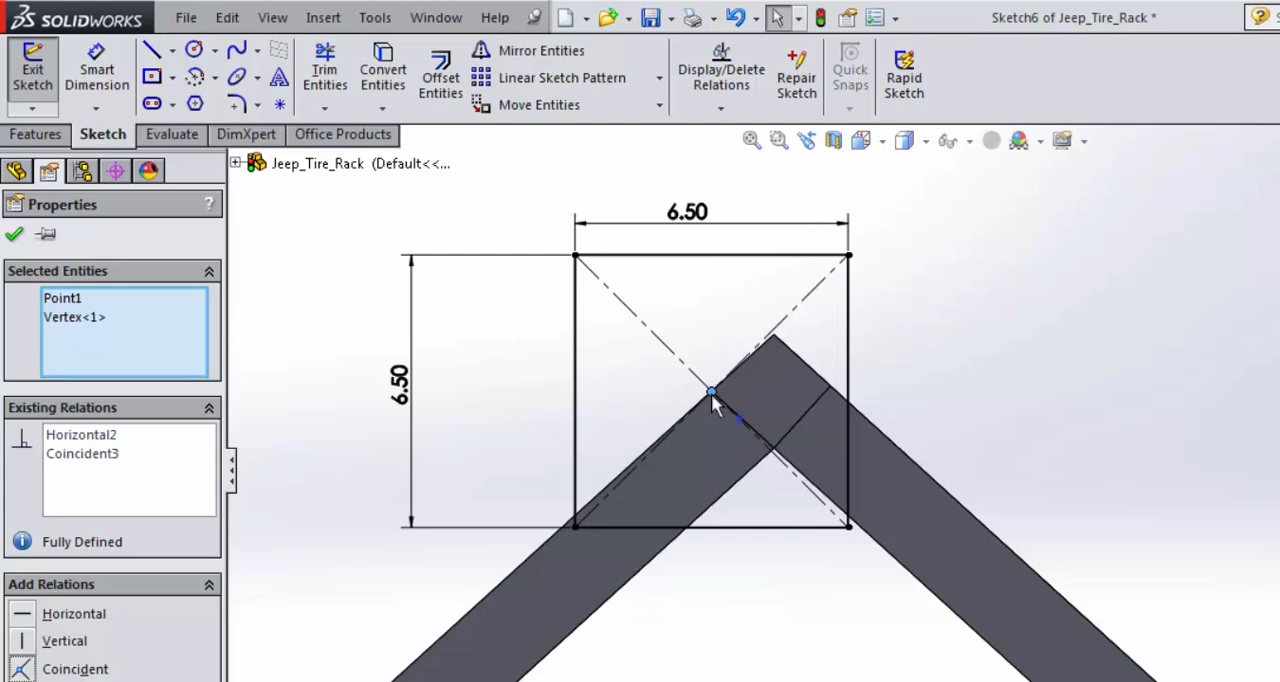 SOLIDWORKS File Edit View Insert Tools Window Help Sketch6 of Jeep_Tire_Rack *
Exit Sketch
Smart Dimension
Trim Entities
Convert Entities
Offset Entities
Mirror Entities
Linear Sketch Pattern
Move Entities
Display/Delete Relations
Repair Sketch
Quick Snaps
Rapid Sketch
Features Sketch Evaluate DimXpert Office Products
Jeep_Tire_Rack (Default<<...
Properties ?
Selected Entities
Point1
Vertex<1>
Existing Relations
Horizontal2
Coincident3
Fully Defined
Add Relations
Horizontal
Vertical
Coincident
6.50
6.50